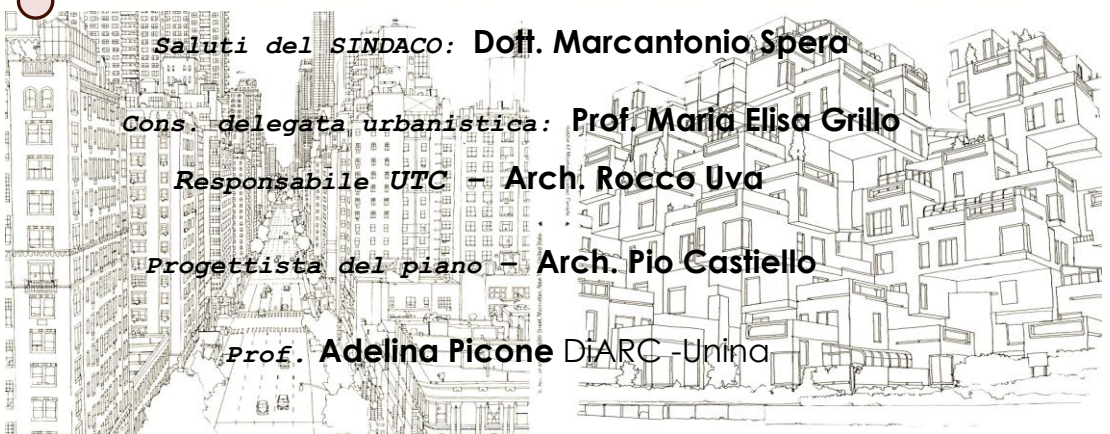 Saluti del SINDACO: Dott. Marcantonio Spera
Cons. delegata urbanistica: Prof. Maria Elisa Grillo
Responsabile UTC – Arch. Rocco Uva
Progettista del piano – Arch. Pio Castiello
Prof. Adelina Picone DiARC -Unina